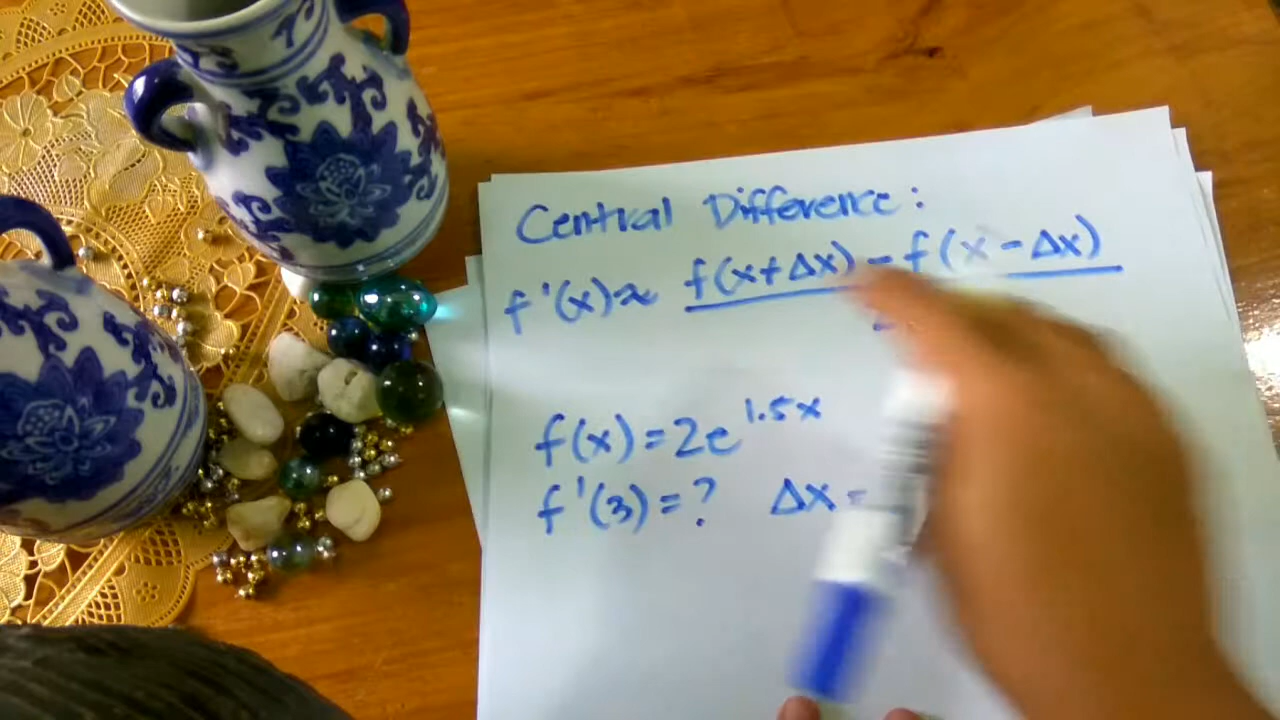 Central Difference:
f'(x) ≈ f(x+Δx) - f(x-Δx)
f(x) = 2e^1.5x
f'(3) = ? Δx =